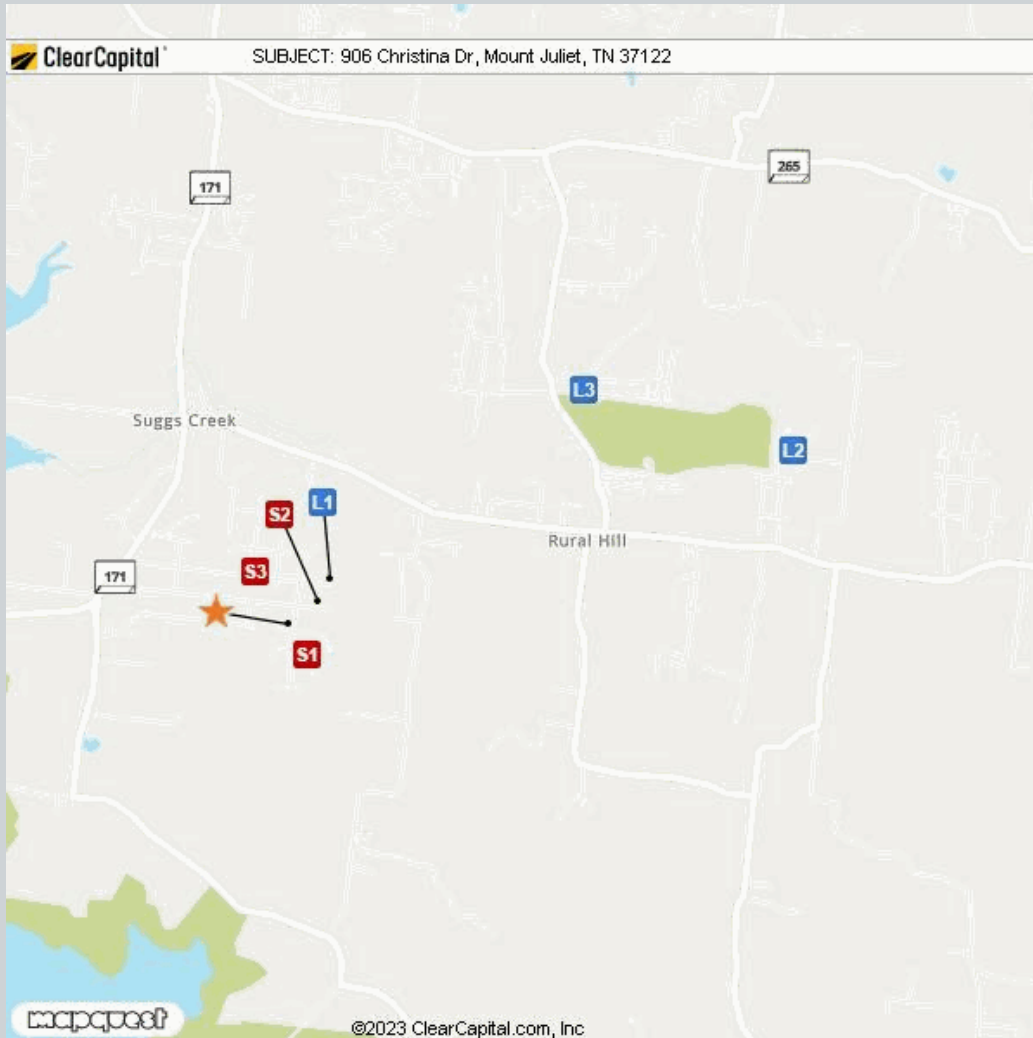 ClearCapital SUBJECT: 906 Christina Dr, Mount Juliet, TN 37122
265
171
L3
Suggs Creek
L2
L1
S2
Rural Hill
S3
171
S1
mapquest
©2023 ClearCapital.com, Inc